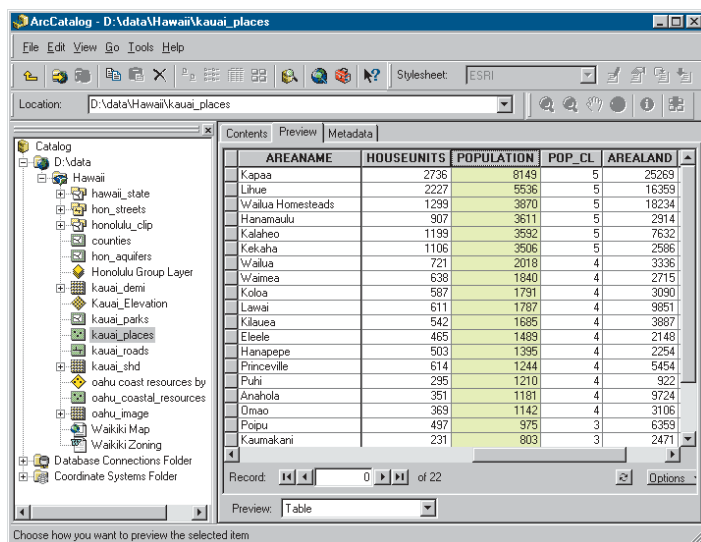 ArcCatalog - D:\data\Hawaii\kauai_places
File Edit View Go Tools Help
Stylesheet: ESRI
Location: D:\data\Hawaii\kauai_places
Catalog
D:\data
Hawaii
hawaii_state
hon_streets
honolulu_clip
counties
hon_aquifers
Honolulu Group Layer
kauai_demi
Kauai_Elevation
kauai_parks
kauai_places
kauai_roads
kauai_shd
oahu coast resources by
oahu_coastal_resources
oahu_image
Waikiki Map
Waikiki Zoning
Database Connections Folder
Coordinate Systems Folder
Contents Preview Metadata
AREANAME HOUSEUNITS POPULATION POP_CL AREALAND
Kapaa 2736 8149 5 25269
Lihue 2227 5536 5 16359
Wailua Homesteads 1299 3870 5 18234
Hanamaulu 907 3611 5 2914
Kalaheo 1199 3592 5 7632
Kekaha 1106 3506 5 2586
Wailua 721 2018 4 3336
Waimea 638 1840 4 2715
Koloa 587 1791 4 3090
Lawai 611 1787 4 9851
Kilauea 542 1685 4 3887
Eleele 465 1489 4 2148
Hanapepe 503 1395 4 2254
Princeville 614 1244 4 5454
Puhi 295 1210 4 922
Anahola 351 1181 4 9724
Omao 369 1142 4 3106
Poipu 497 975 3 6359
Kaumakani 231 803 3 2471
Record: 0 of 22 Options
Preview: Table
Choose how you want to preview the selected item